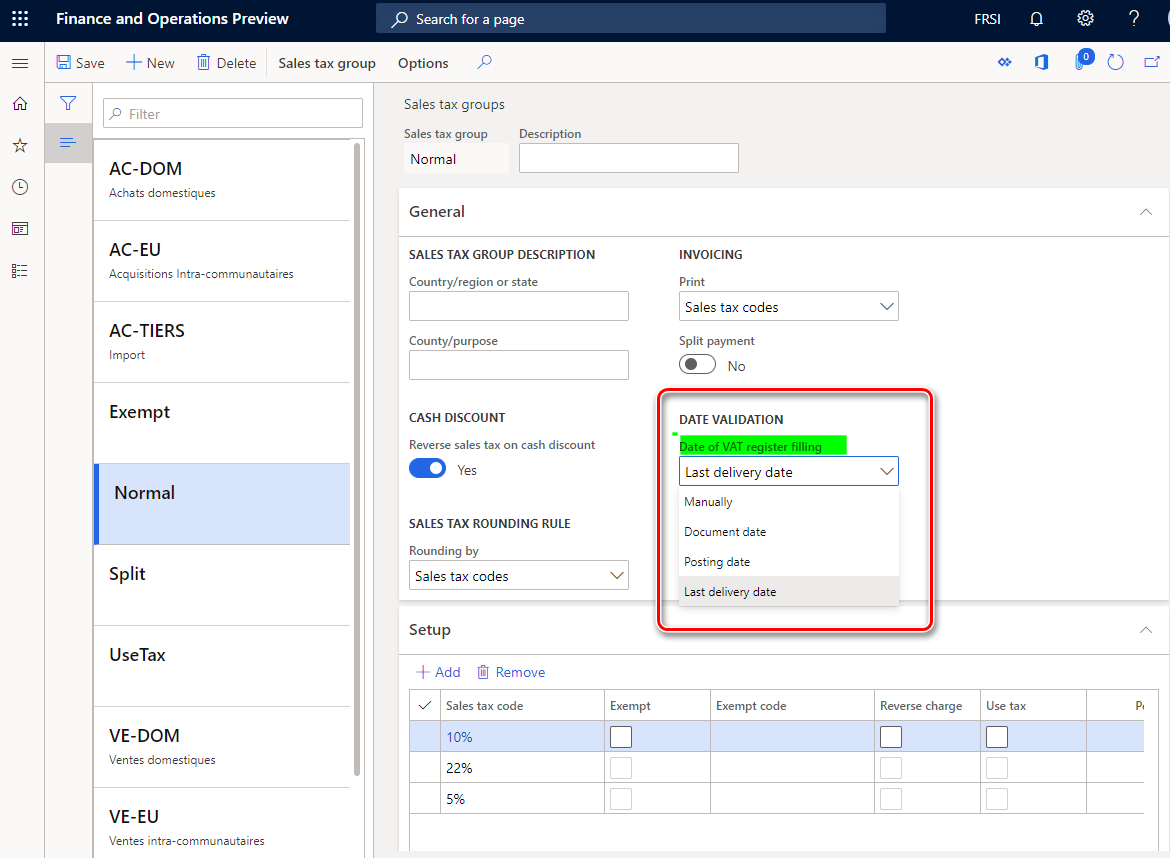 Finance and Operations Preview
Search for a page
FRSI
?
Save
New
Delete
Sales tax group
Options
0
Filter
AC-DOM
Achats domestiques
AC-EU
Acquisitions Intra-communautaires
AC-TIERS
Import
Exempt
Normal
Split
UseTax
VE-DOM
Ventes domestiques
VE-EU
Ventes intra-communautaires
Sales tax groups
Sales tax group
Description
Normal
General
SALES TAX GROUP DESCRIPTION
Country/region or state
County/purpose
CASH DISCOUNT
Reverse sales tax on cash discount
Yes
SALES TAX ROUNDING RULE
Rounding by
Sales tax codes
INVOICING
Print
Sales tax codes
Split payment
No
DATE VALIDATION
Date of VAT register filling
Last delivery date
Manually
Document date
Posting date
Last delivery date
Setup
Add
Remove
Sales tax code Exempt Exempt code Reverse charge Use tax
10%
22%
5%